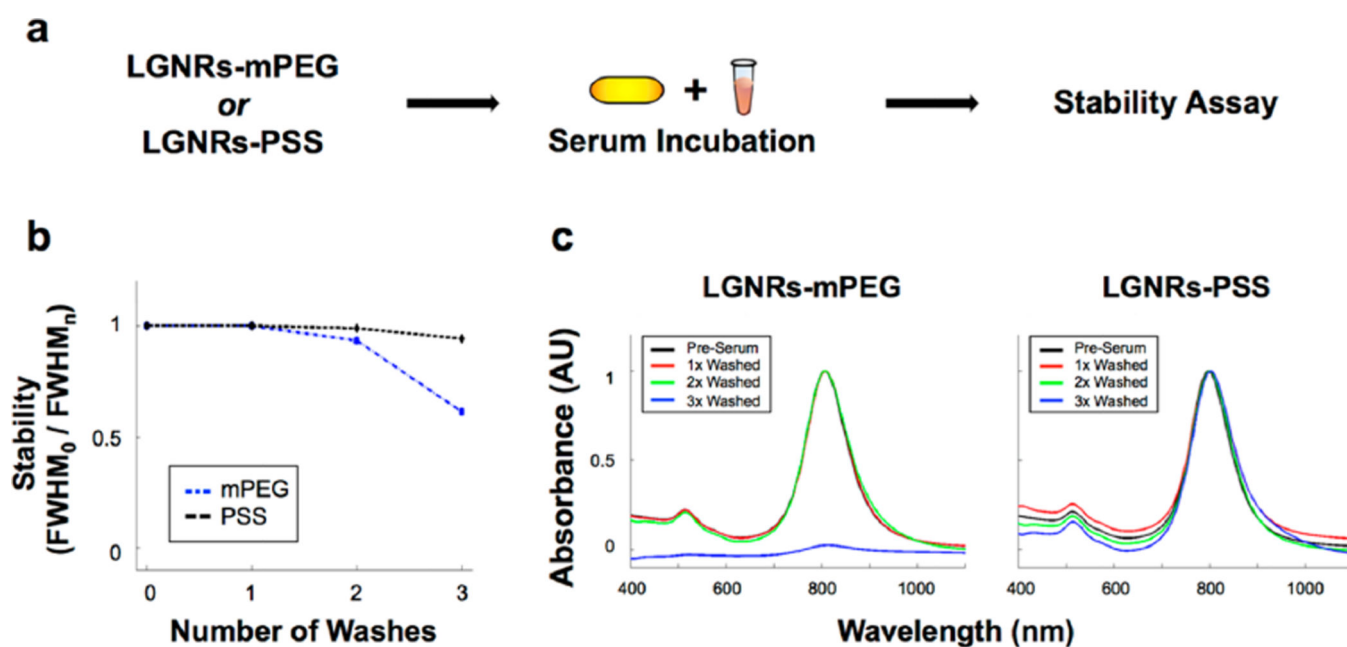 a
LGNRs-mPEG
or
LGNRs-PSS
+
Serum Incubation
Stability Assay
b
Stability
(FWHM0 / FWHMn)
1
0.5
0
mPEG
PSS
0 1 2 3
Number of Washes
c
LGNRs-mPEG
LGNRs-PSS
Absorbance (AU)
1
0.5
0
Pre-Serum
1x Washed
2x Washed
3x Washed
400 600 800 1000
Pre-Serum
1x Washed
2x Washed
3x Washed
400 600 800 1000
Wavelength (nm)